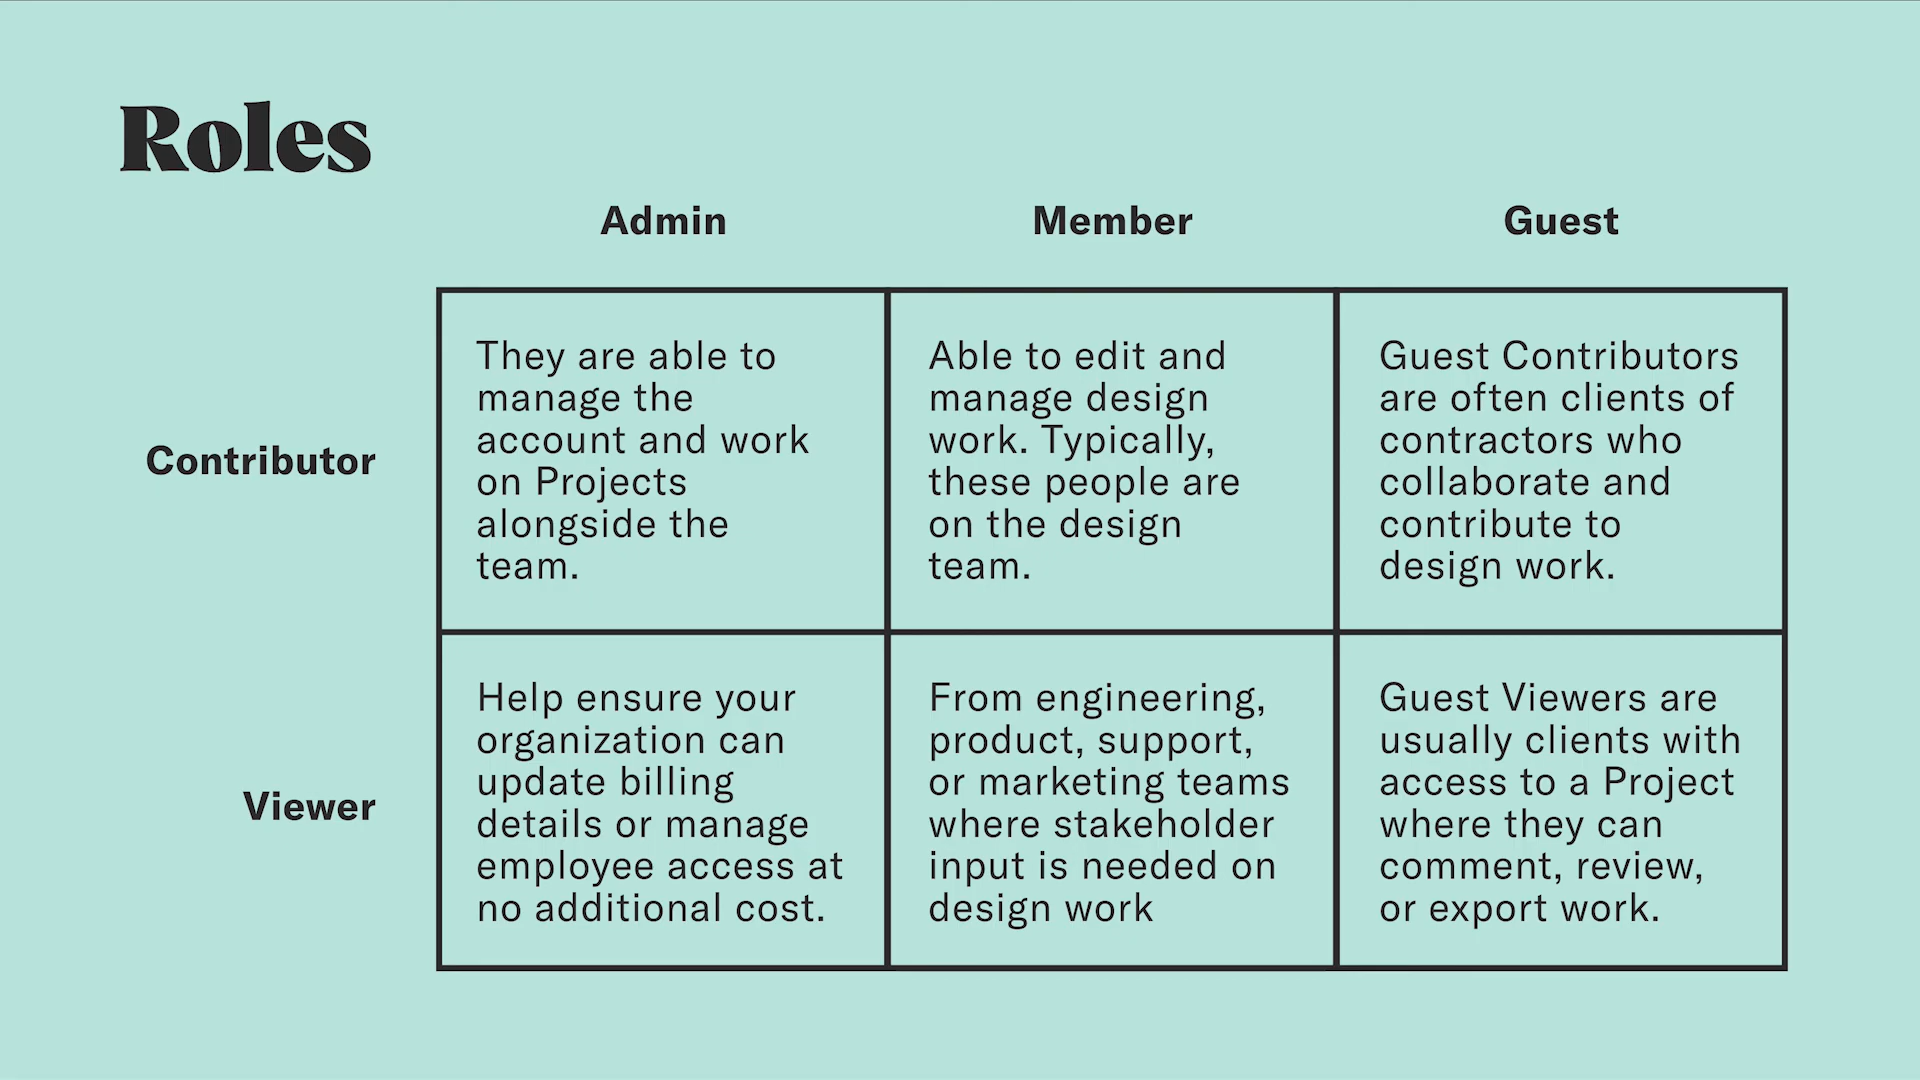 Roles
Admin
Member
Guest
Contributor
They are able to
manage the
account and work
on Projects
alongside the
team.
Able to edit and
manage design
work. Typically,
these people are
on the design
team.
Guest Contributors
are often clients of
contractors who
collaborate and
contribute to
design work.
Viewer
Help ensure your
organization can
update billing
details or manage
employee access at
no additional cost.
From engineering,
product, support,
or marketing teams
where stakeholder
input is needed on
design work
Guest Viewers are
usually clients with
access to a Project
where they can
comment, review,
or export work.